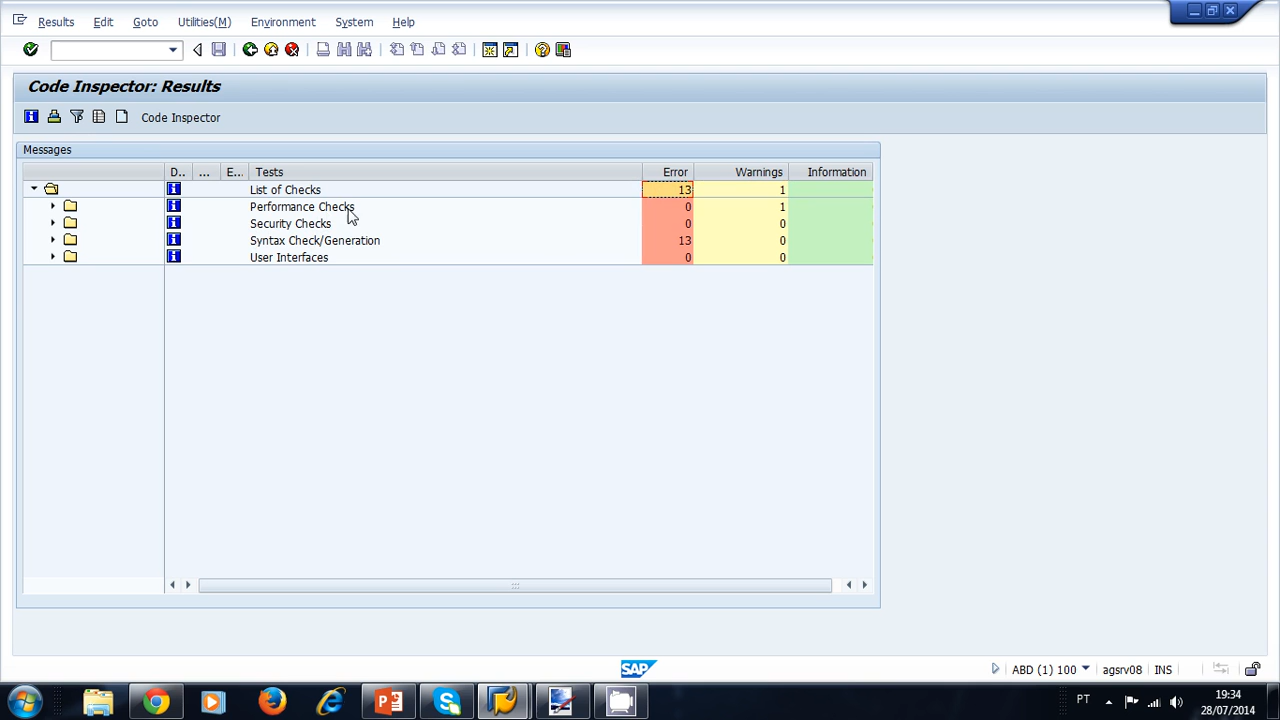 Results Edit Goto Utilities(M) Environment System Help
Code Inspector: Results
Code Inspector
Messages
D.. ... E... Tests Error Warnings Information
List of Checks 13 1
Performance Checks 0 1
Security Checks 0 0
Syntax Check/Generation 13 0
User Interfaces 0 0
SAP
ABD (1) 100 agsrv08 INS
PT 19:34
28/07/2014